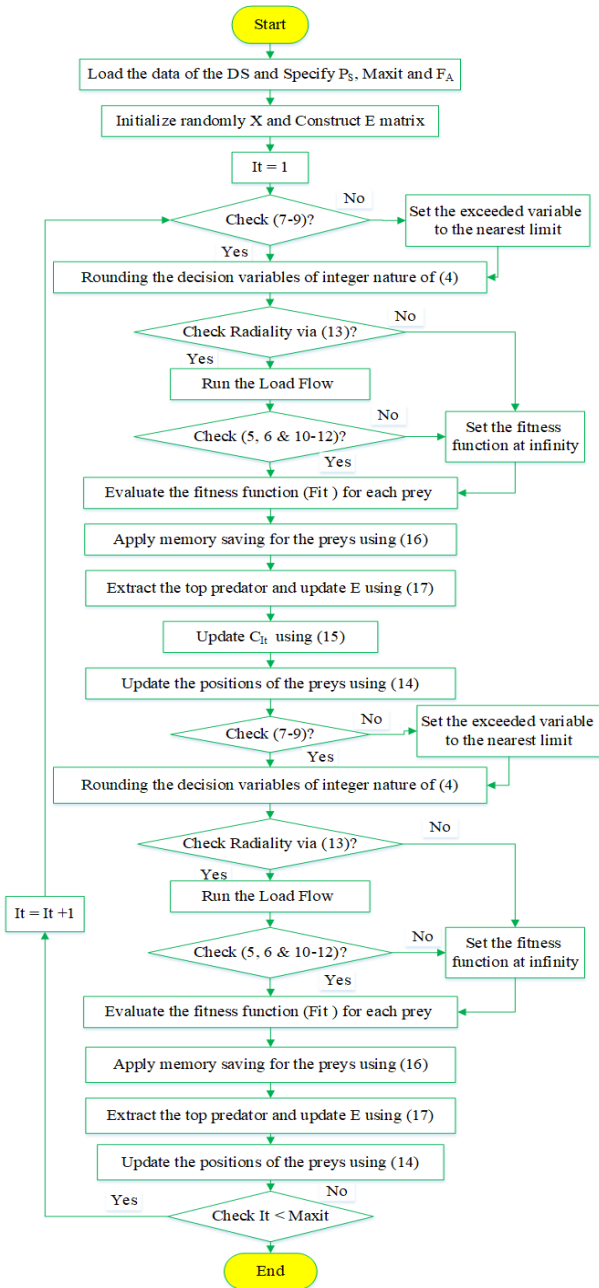 Start
Load the data of the DS and Specify PS, Maxit and FA
Initialize randomly X and Construct E matrix
It = 1
No
Check (7-9)?
Set the exceeded variable
to the nearest limit
Yes
Rounding the decision variables of integer nature of (4)
No
Check Radiality via (13)?
Yes
Run the Load Flow
No
Check (5, 6 & 10-12)?
Set the fitness
function at infinity
Yes
Evaluate the fitness function (Fit ) for each prey
Apply memory saving for the preys using (16)
Extract the top predator and update E using (17)
Update CIt using (15)
Update the positions of the preys using (14)
No
Check (7-9)?
Set the exceeded variable
to the nearest limit
Yes
Rounding the decision variables of integer nature of (4)
No
Check Radiality via (13)?
Yes
Run the Load Flow
It = It +1
No
Check (5, 6 & 10-12)?
Set the fitness
function at infinity
Yes
Evaluate the fitness function (Fit ) for each prey
Apply memory saving for the preys using (16)
Extract the top predator and update E using (17)
Update the positions of the preys using (14)
Yes
No
Check It < Maxit
End